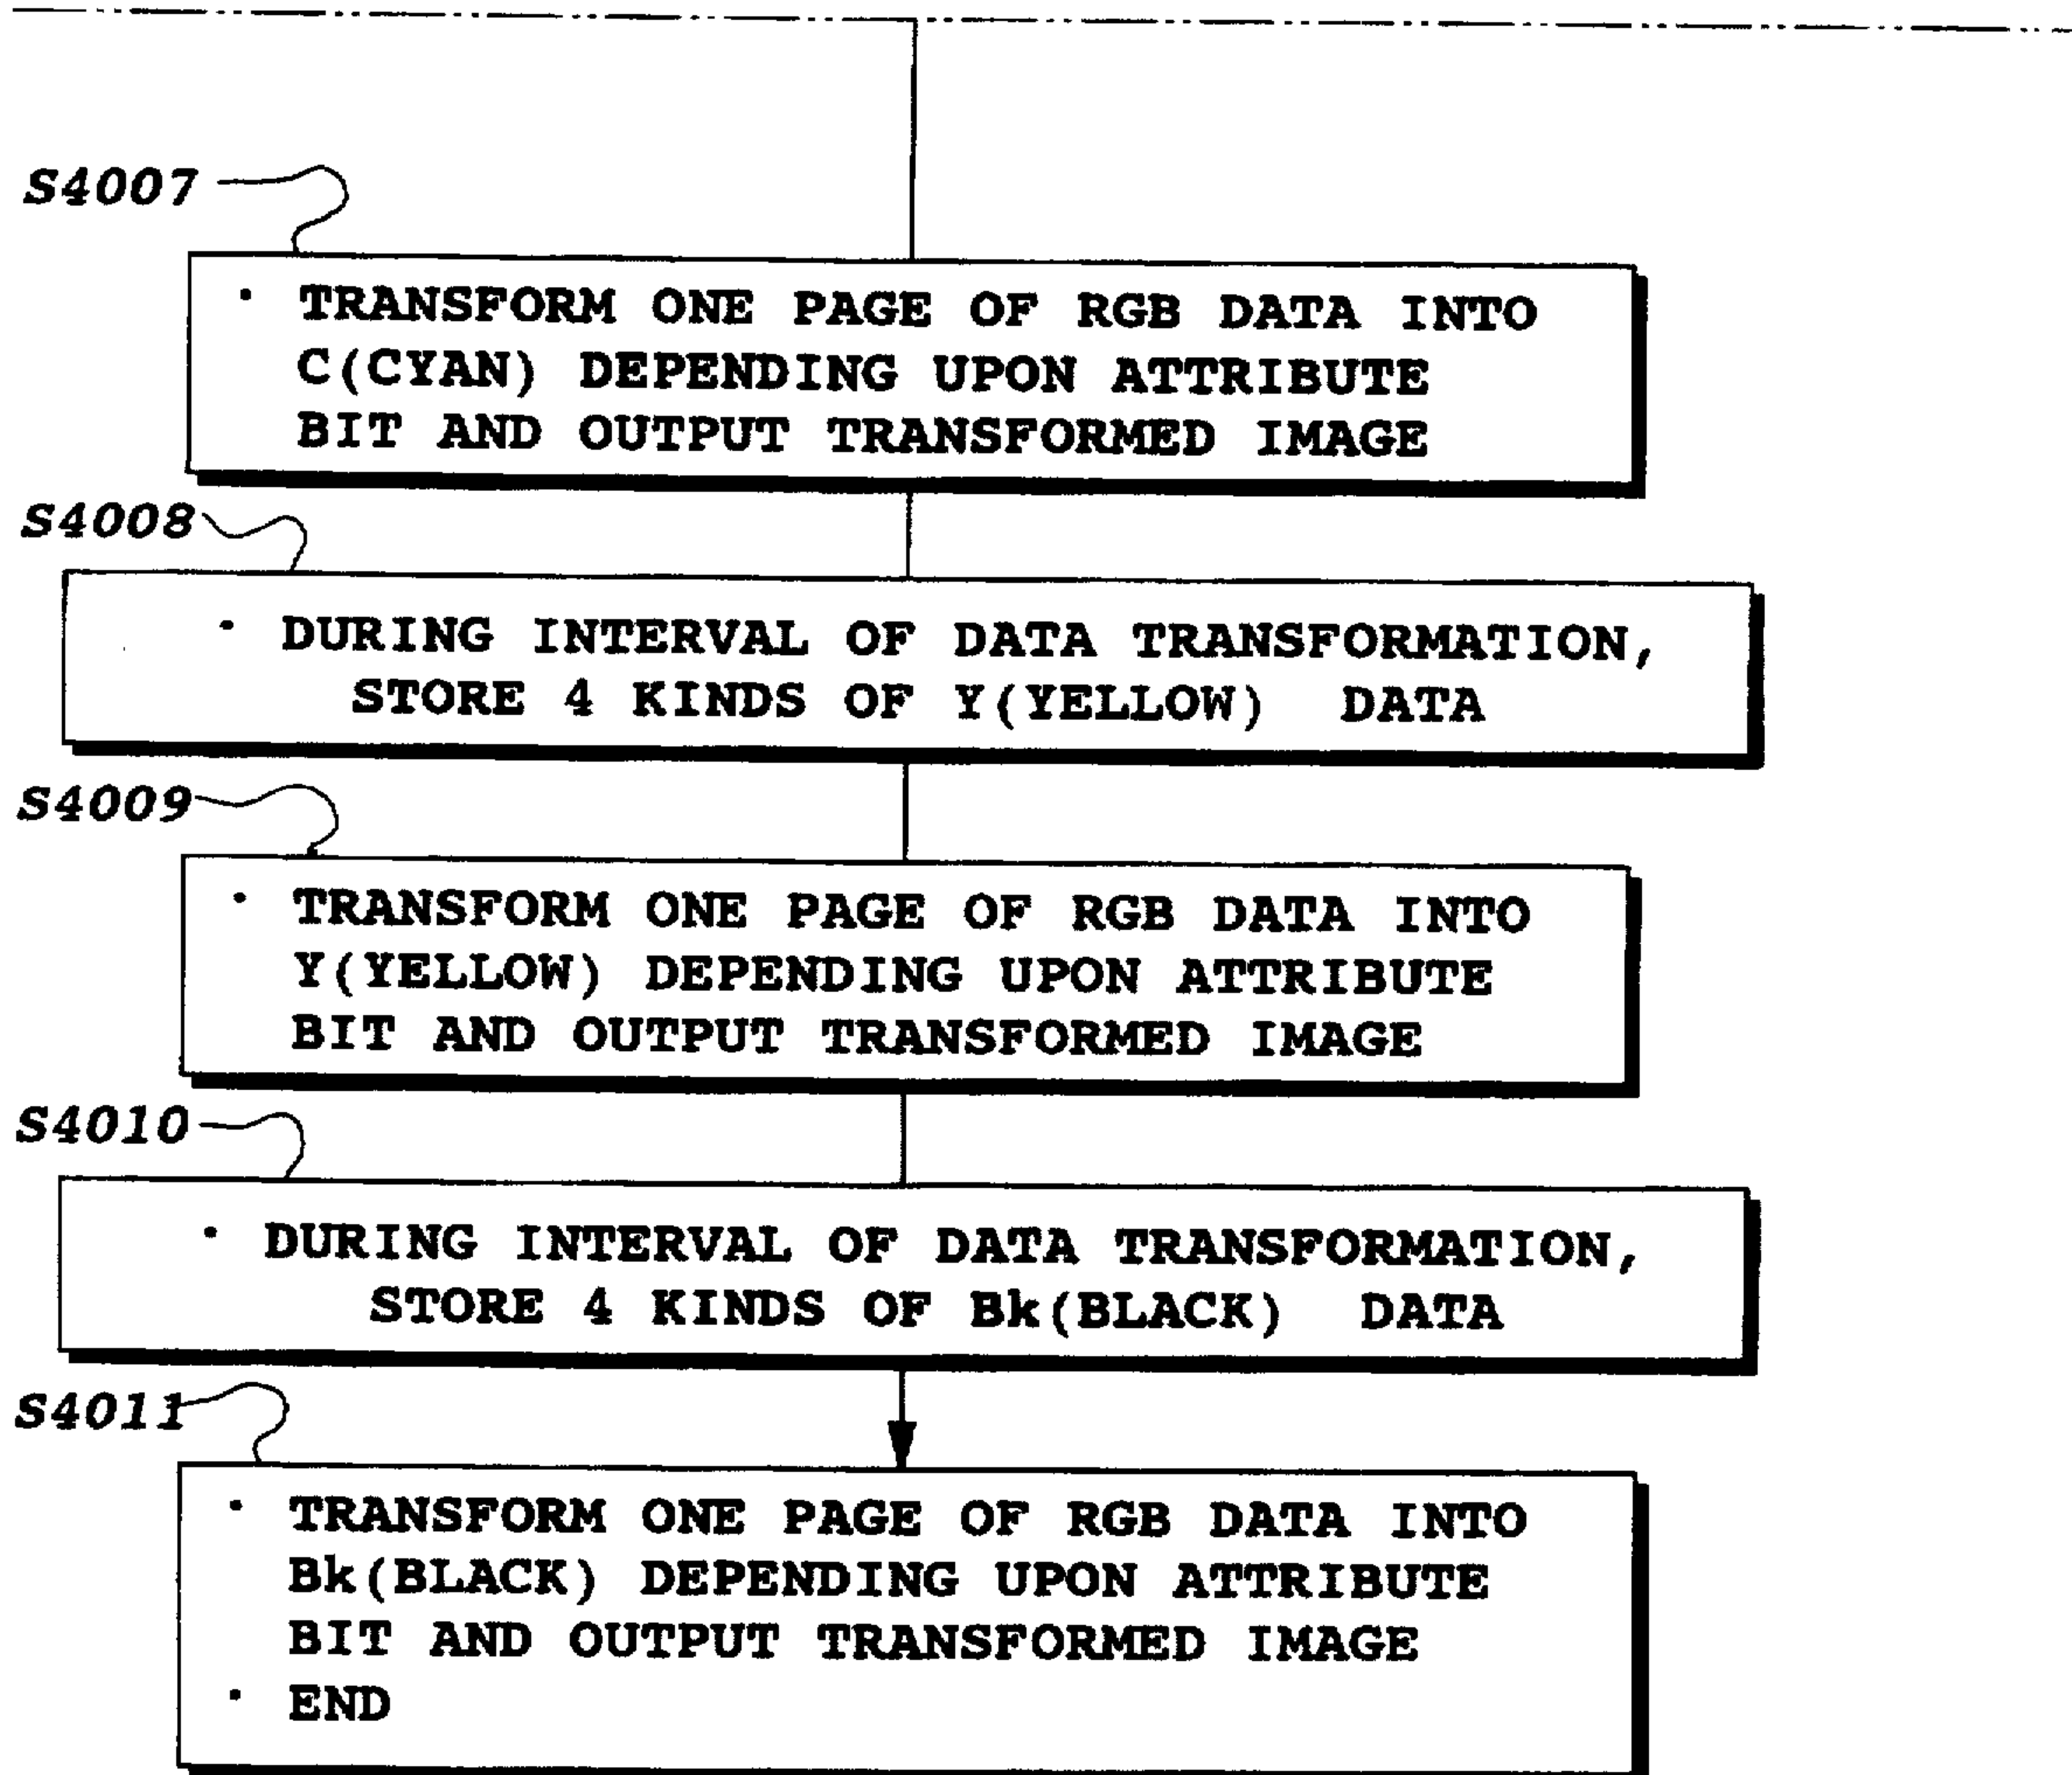 S4007
· TRANSFORM ONE PAGE OF RGB DATA INTO
C(CYAN) DEPENDING UPON ATTRIBUTE
BIT AND OUTPUT TRANSFORMED IMAGE
S4008
· DURING INTERVAL OF DATA TRANSFORMATION,
STORE 4 KINDS OF Y(YELLOW) DATA
S4009
· TRANSFORM ONE PAGE OF RGB DATA INTO
Y(YELLOW) DEPENDING UPON ATTRIBUTE
BIT AND OUTPUT TRANSFORMED IMAGE
S4010
· DURING INTERVAL OF DATA TRANSFORMATION,
STORE 4 KINDS OF Bk(BLACK) DATA
S4011
· TRANSFORM ONE PAGE OF RGB DATA INTO
Bk(BLACK) DEPENDING UPON ATTRIBUTE
BIT AND OUTPUT TRANSFORMED IMAGE
· END